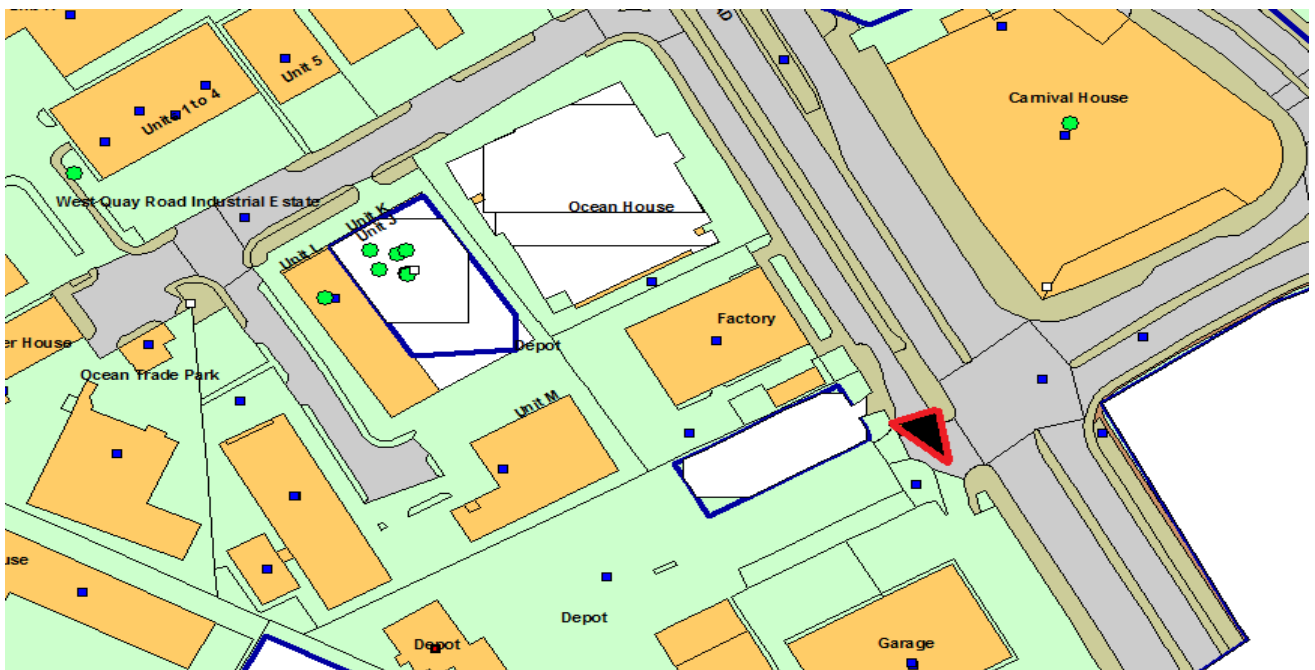 Unit 5
Units 1 to 4
Carnival House
West Quay Road Industrial Estate
Ocean House
Unit K
Unit J
Unit L
Factory
Depot
er House
Ocean Trade Park
Unit M
use
Depot
Depot
Garage